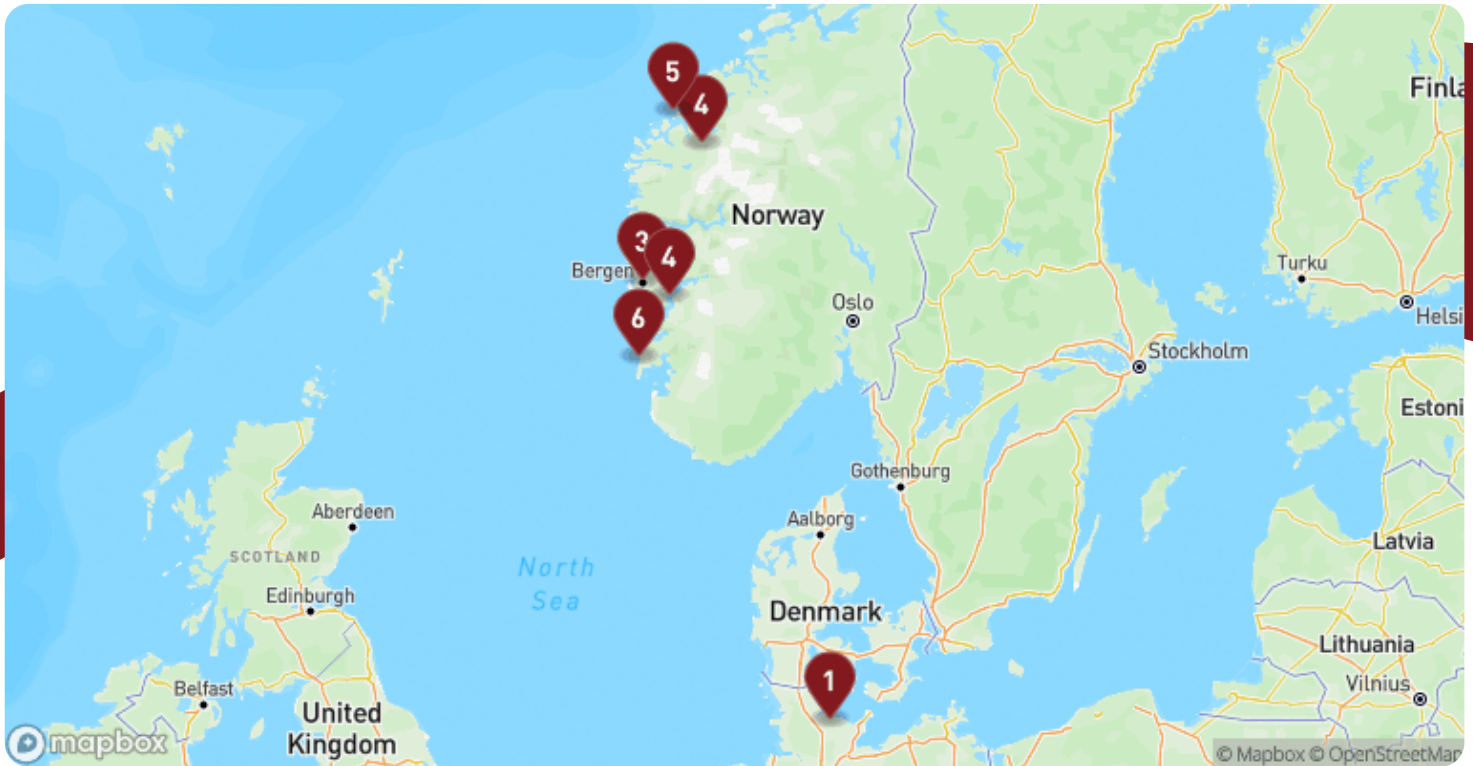 5
4
Finla
Norway
3
4
Bergen
Turku
6
Oslo
Helsi
Stockholm
Estoni
Gothenburg
Aalborg
Aberdeen
SCOTLAND
Latvia
North
Sea
Edinburgh
Denmark
Lithuania
1
Vilnius
Belfast
United
Kingdom
mapbox
© Mapbox © OpenStreetMap